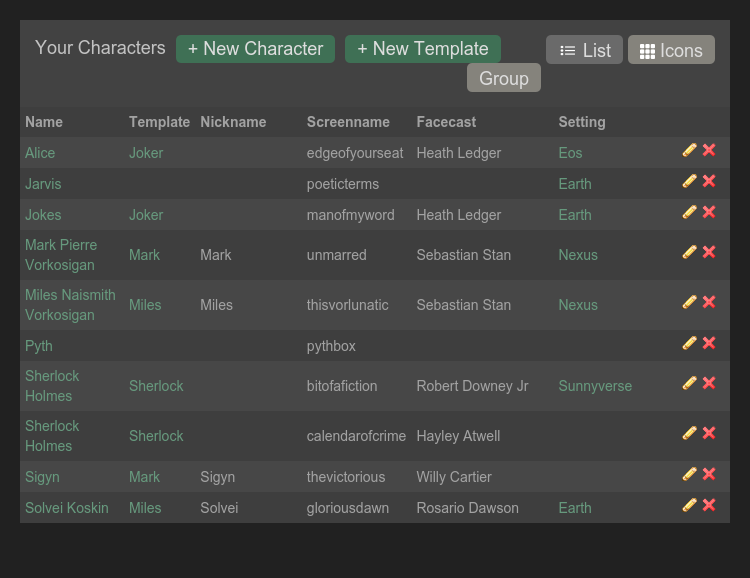 Your Characters + New Character + New Template List Icons
Group
Name Template Nickname Screenname Facecast Setting
Alice Joker edgeofyourseat Heath Ledger Eos
Jarvis poeticterms Earth
Jokes Joker manofmyword Heath Ledger Earth
Mark Pierre
Vorkosigan Mark Mark unmarred Sebastian Stan Nexus
Miles Naismith
Vorkosigan Miles Miles thisvorlunatic Sebastian Stan Nexus
Pyth pythbox
Sherlock
Holmes Sherlock bitofafiction Robert Downey Jr Sunnyverse
Sherlock
Holmes Sherlock calendarofcrime Hayley Atwell
Sigyn Mark Sigyn thevictorious Willy Cartier
Solvei Koskin Miles Solvei gloriousdawn Rosario Dawson Earth